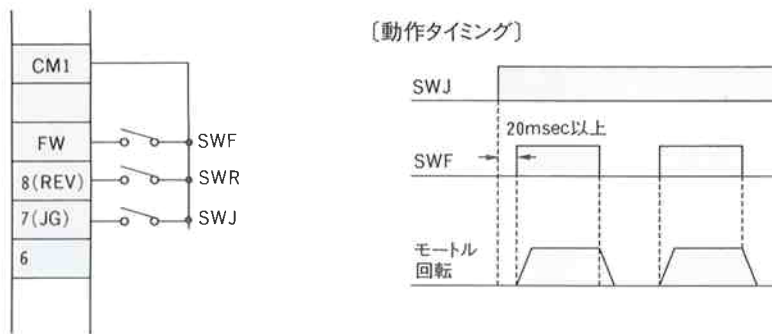 CM1
FW
8(REV)
7(JG)
6
SWF
SWR
SWJ
〔動作タイミング〕
SWJ
20msec以上
SWF
モートル
回転